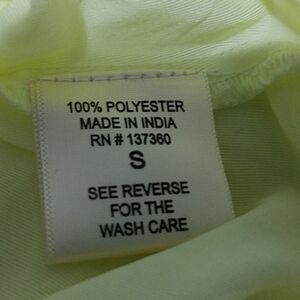 100% POLYESTER
MADE IN INDIA
RN # 137360
S
SEE REVERSE
FOR THE
WASH CARE